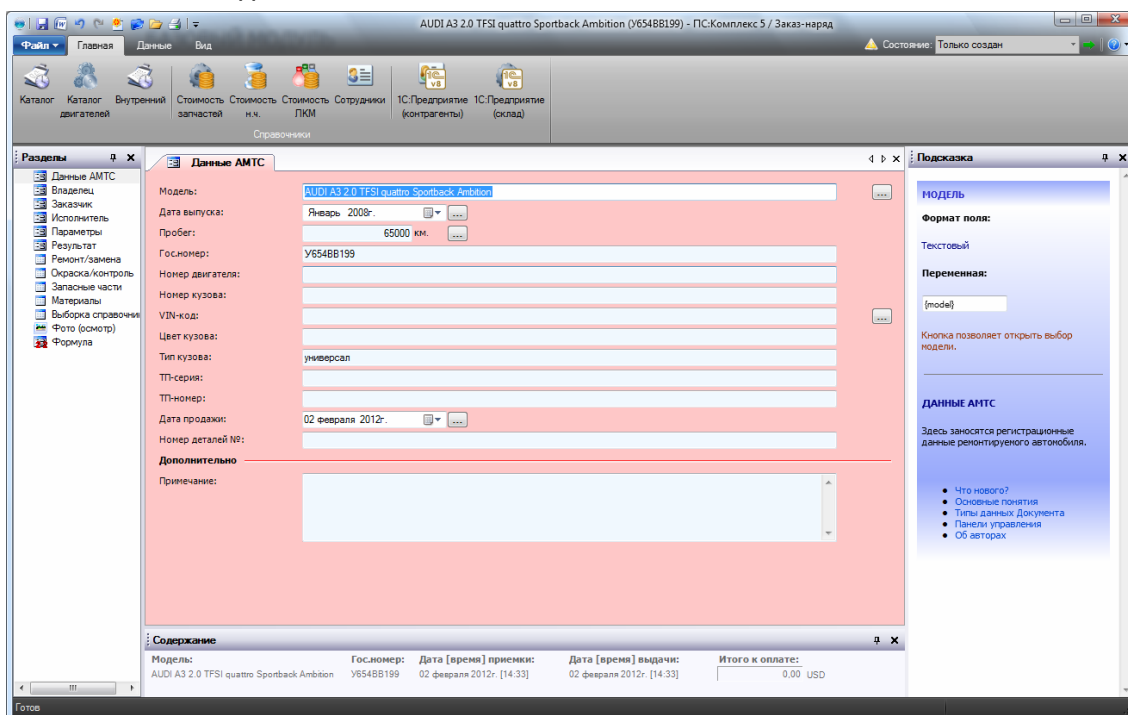 AUDI A3 2.0 TFSI quattro Sportback Ambition (У654ВВ199) - ПС:Комплекс 5 / Заказ-наряд
Файл Главная Данные Вид Состояние: Только создан
Каталог Каталог двигателей Внутренний Стоимость запчастей Стоимость н.ч. Стоимость ЛКМ Сотрудники 1С:Предприятие (контрагенты) 1С:Предприятие (склад)
Справочники
Разделы
Данные АМТС
Владелец
Заказчик
Исполнитель
Параметры
Результат
Ремонт/замена
Окраска/контроль
Запасные части
Материалы
Выборка справочни
Фото (осмотр)
Формула
Данные АМТС
Модель: AUDI A3 2.0 TFSI quattro Sportback Ambition ...
Дата выпуска: Январь 2008г. ...
Пробег: 65000 км. ...
Гос.номер: У654ВВ199
Номер двигателя:
Номер кузова:
VIN-код: ...
Цвет кузова:
Тип кузова: универсал
ТП-серия:
ТП-номер:
Дата продажи: 02 февраля 2012г. ...
Номер деталей №:
Дополнительно
Примечание:
Подсказка
МОДЕЛЬ
Формат поля:
Текстовый
Переменная:
{model}
Кнопка позволяет открыть выбор
модели.
ДАННЫЕ АМТС
Здесь заносятся регистрационные
данные ремонтируемого автомобиля.
Что нового?
Основные понятия
Типы данных Документа
Панели управления
Об авторах
Содержание
Модель: Гос.номер: Дата [время] приемки: Дата [время] выдачи: Итого к оплате:
AUDI A3 2.0 TFSI quattro Sportback Ambition У654ВВ199 02 февраля 2012г. [14:33] 02 февраля 2012г. [14:33] 0,00 USD
Готов